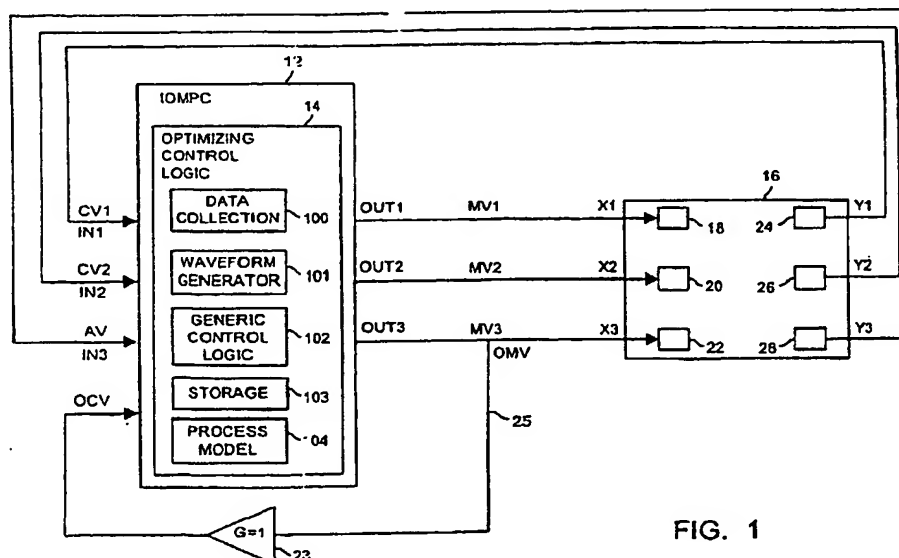 12
IOMPC
14
OPTIMIZING
CONTROL
LOGIC
DATA
COLLECTION
100
WAVEFORM
GENERATOR
101
GENERIC
CONTROL
LOGIC
102
STORAGE
103
PROCESS
MODEL
04
CV1
IN1
CV2
IN2
AV
IN3
OCV
OUT1
MV1
X1
OUT2
MV2
X2
OUT3
MV3
X3
OMV
16
18
24
Y1
20
26
Y2
22
28
Y3
25
G=1
23
FIG. 1